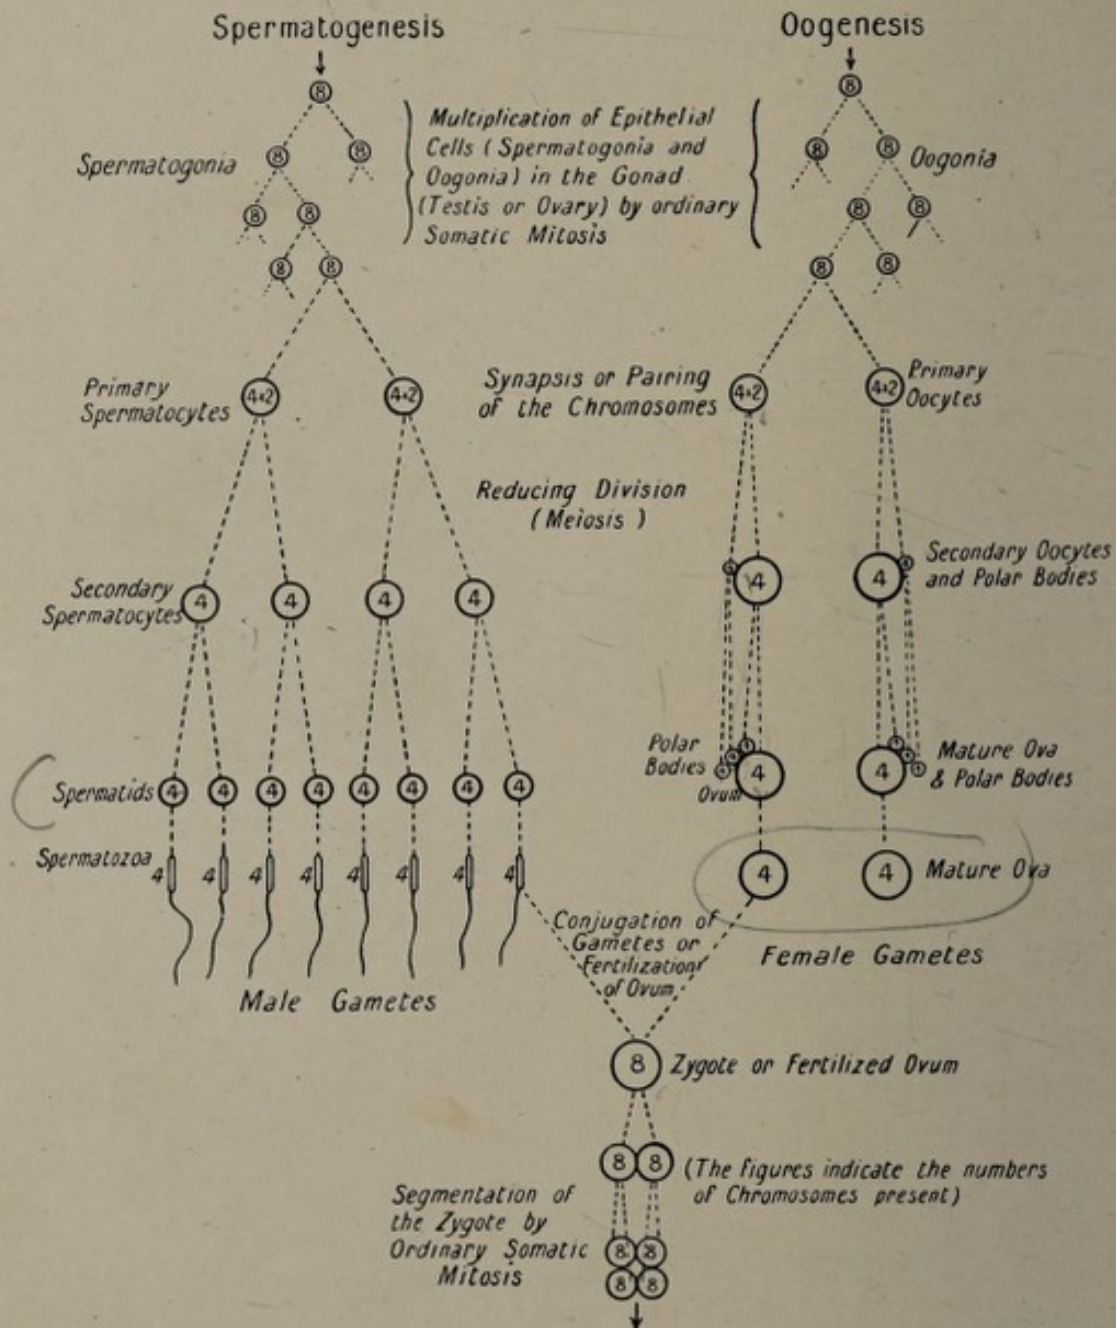 Spermatogenesis
Oogenesis
8
8
Spermatogonia
8
8
Multiplication of Epithelial
Cells (Spermatogonia and
Oogonia) in the Gonad
(Testis or Ovary) by ordinary
Somatic Mitosis
8
8
Oogonia
8
8
8
8
8
8
8
8
Primary
Spermatocytes
4×2
4×2
Synapsis or Pairing
of the Chromosomes
4×2
4×2
Primary
Oocytes
Reducing Division
(Meiosis)
Secondary
Spermatocytes
4
4
4
4
4
4
Secondary Oocytes
and Polar Bodies
Spermatids
4
4
4
4
4
4
4
4
Polar
Bodies
Ovum
4
4
Mature Ova
& Polar Bodies
Spermatozoa
4
4
4
4
4
4
4
4
4
4
Mature Ova
Male Gametes
Conjugation of
Gametes or
Fertilization
of Ovum
Female Gametes
8
Zygote or Fertilized Ovum
8
8
(The figures indicate the numbers
of Chromosomes present)
Segmentation of
the Zygote by
Ordinary Somatic
Mitosis
8
8
8
8